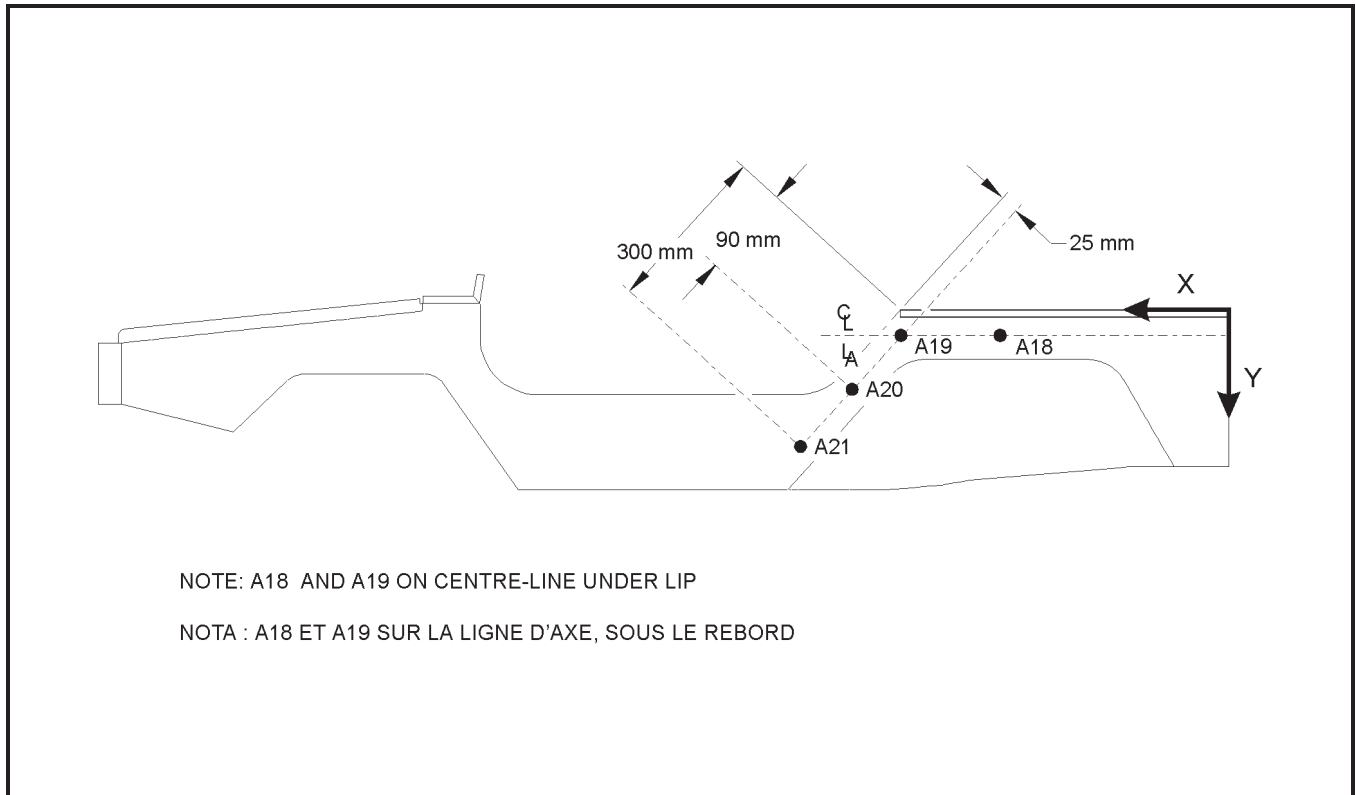 300 mm
90 mm
25 mm
X
Y
CL
LA
A19
A18
A20
A21
NOTE: A18  AND A19 ON CENTRE-LINE UNDER LIP
NOTA : A18 ET A19 SUR LA LIGNE D'AXE, SOUS LE REBORD